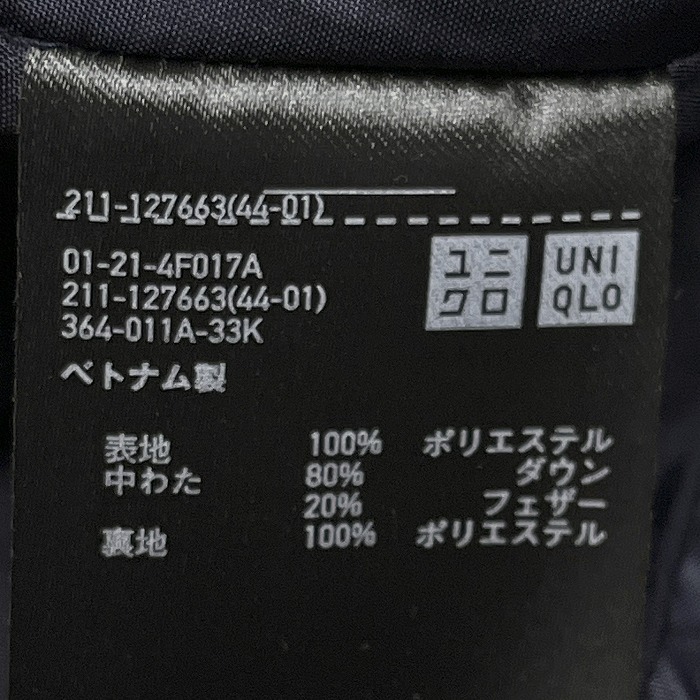 211-127663(44-01)
01-21-4F017A
211-127663(44-01)
364-011A-33K
ユニ
クロ
UNI
QLO
ベトナム製
表地 100% ポリエステル
中わた 80% ダウン
20% フェザー
裏地 100% ポリエステル